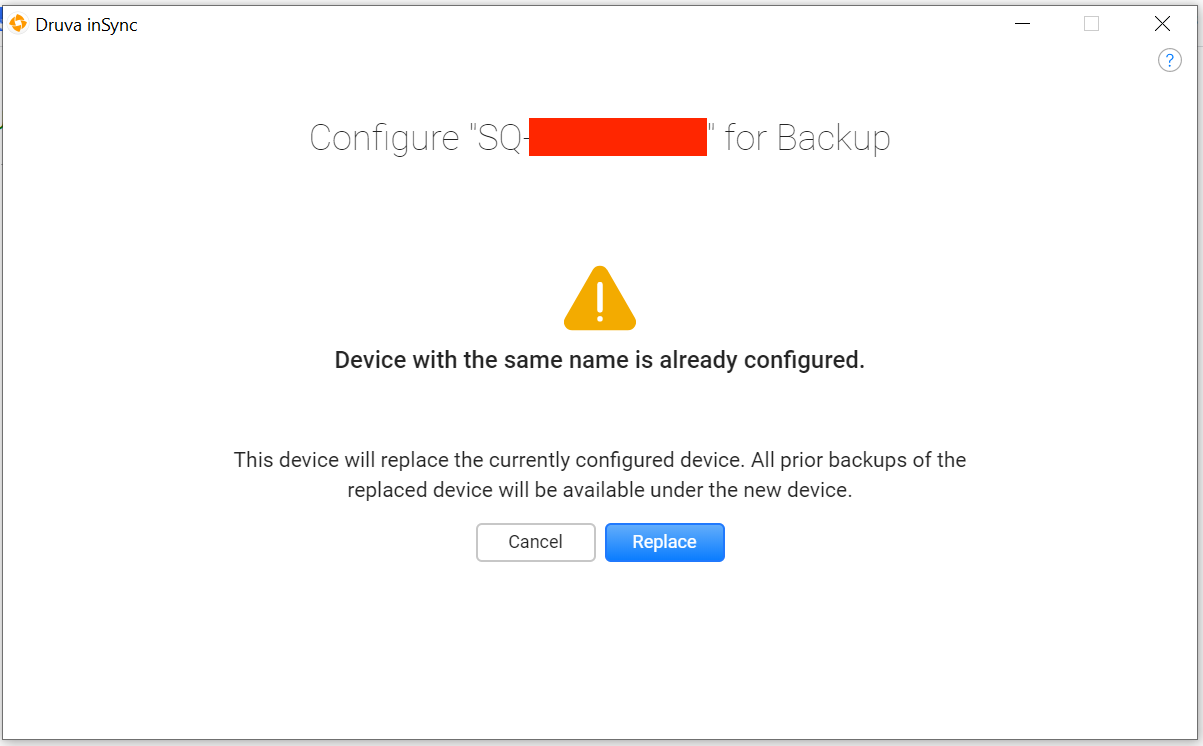 Druva inSync
?
Configure "SQ-" for Backup
Device with the same name is already configured.
This device will replace the currently configured device. All prior backups of the
replaced device will be available under the new device.
Cancel Replace